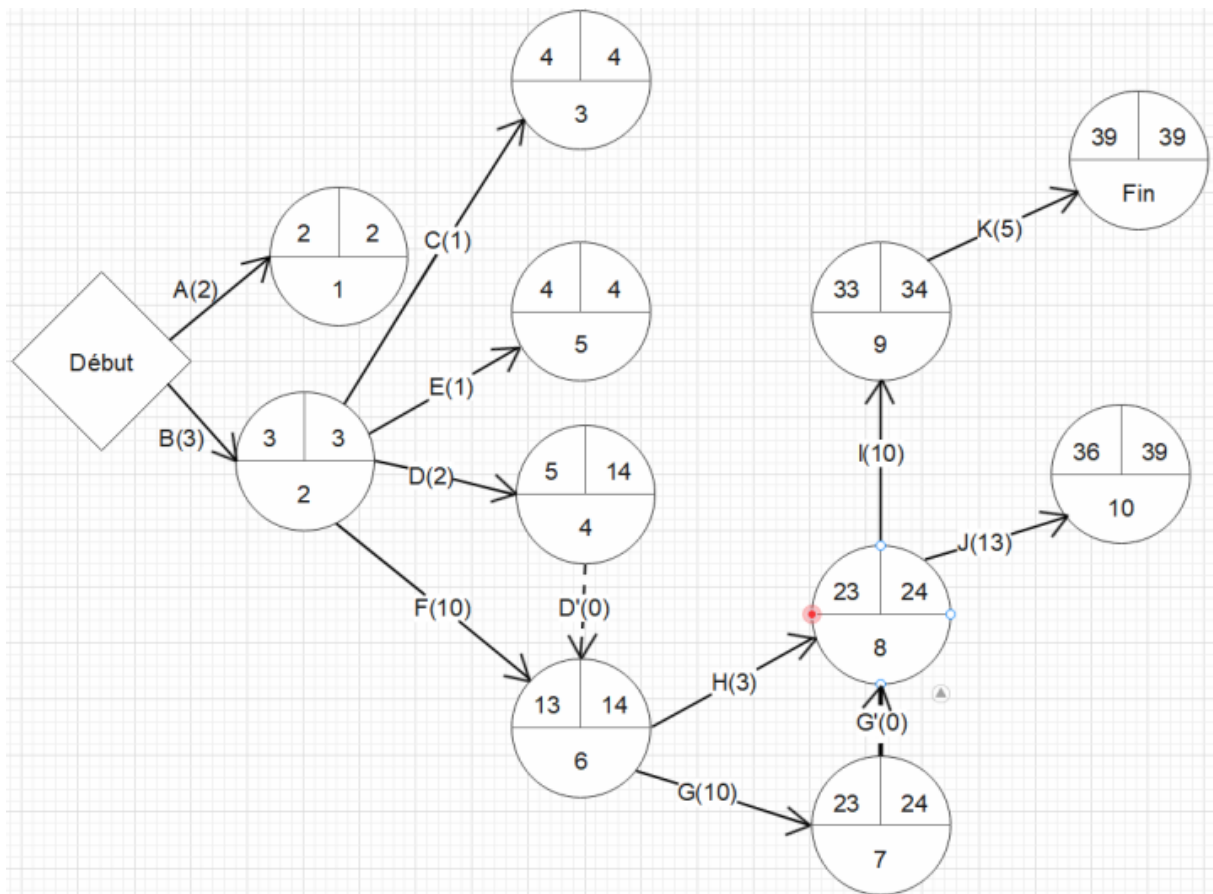 4 4
3
39 39
Fin
2 2
1
C(1)
K(5)
A(2)
4 4
5
33 34
9
Début
E(1)
B(3)
3 3
2
D(2)
5 14
4
I(10)
36 39
10
J(13)
F(10)
D'(0)
23 24
8
H(3)
13 14
6
G'(0)
G(10)
23 24
7